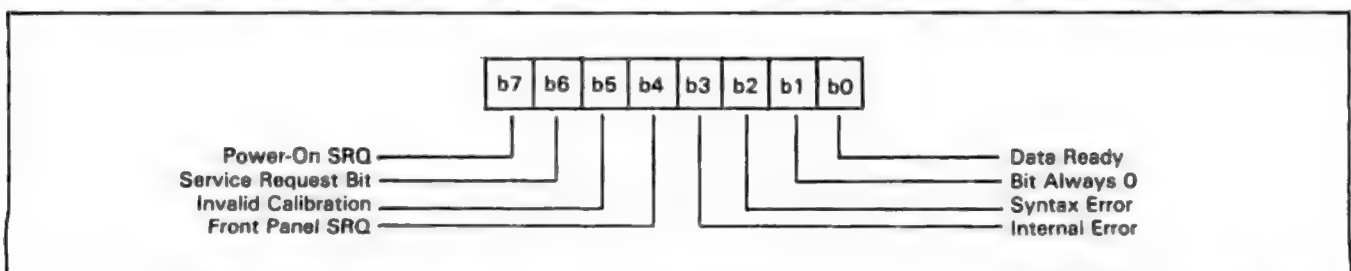 b7 b6 b5 b4 b3 b2 b1 b0
Power-On SRQ
Service Request Bit
Invalid Calibration
Front Panel SRQ
Data Ready
Bit Always 0
Syntax Error
Internal Error